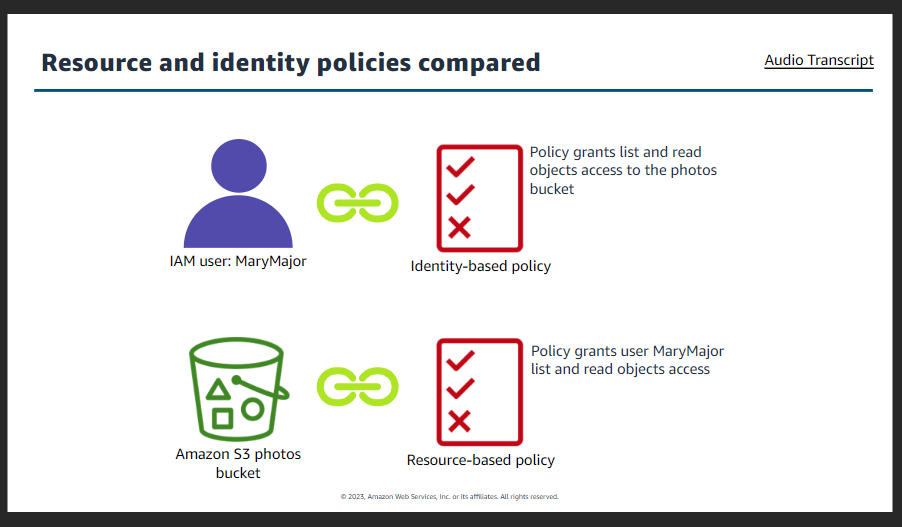 Resource and identity policies compared
Audio Transcript
Policy grants list and read
objects access to the photos
bucket
IAM user: MaryMajor
Identity-based policy
Policy grants user MaryMajor
list and read objects access
Amazon S3 photos
bucket
Resource-based policy
© 2023, Amazon Web Services, Inc. or its affiliates. All rights reserved.